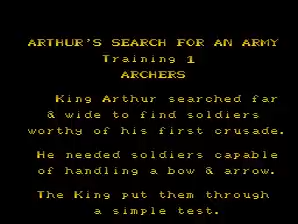 ARTHUR'S SEARCH FOR AN ARMY
Training 1
ARCHERS
King Arthur searched far
& wide to find soldiers
worthy of his first crusade.
He needed soldiers capable
of handling a bow & arrow.
The King put them through
a simple test.